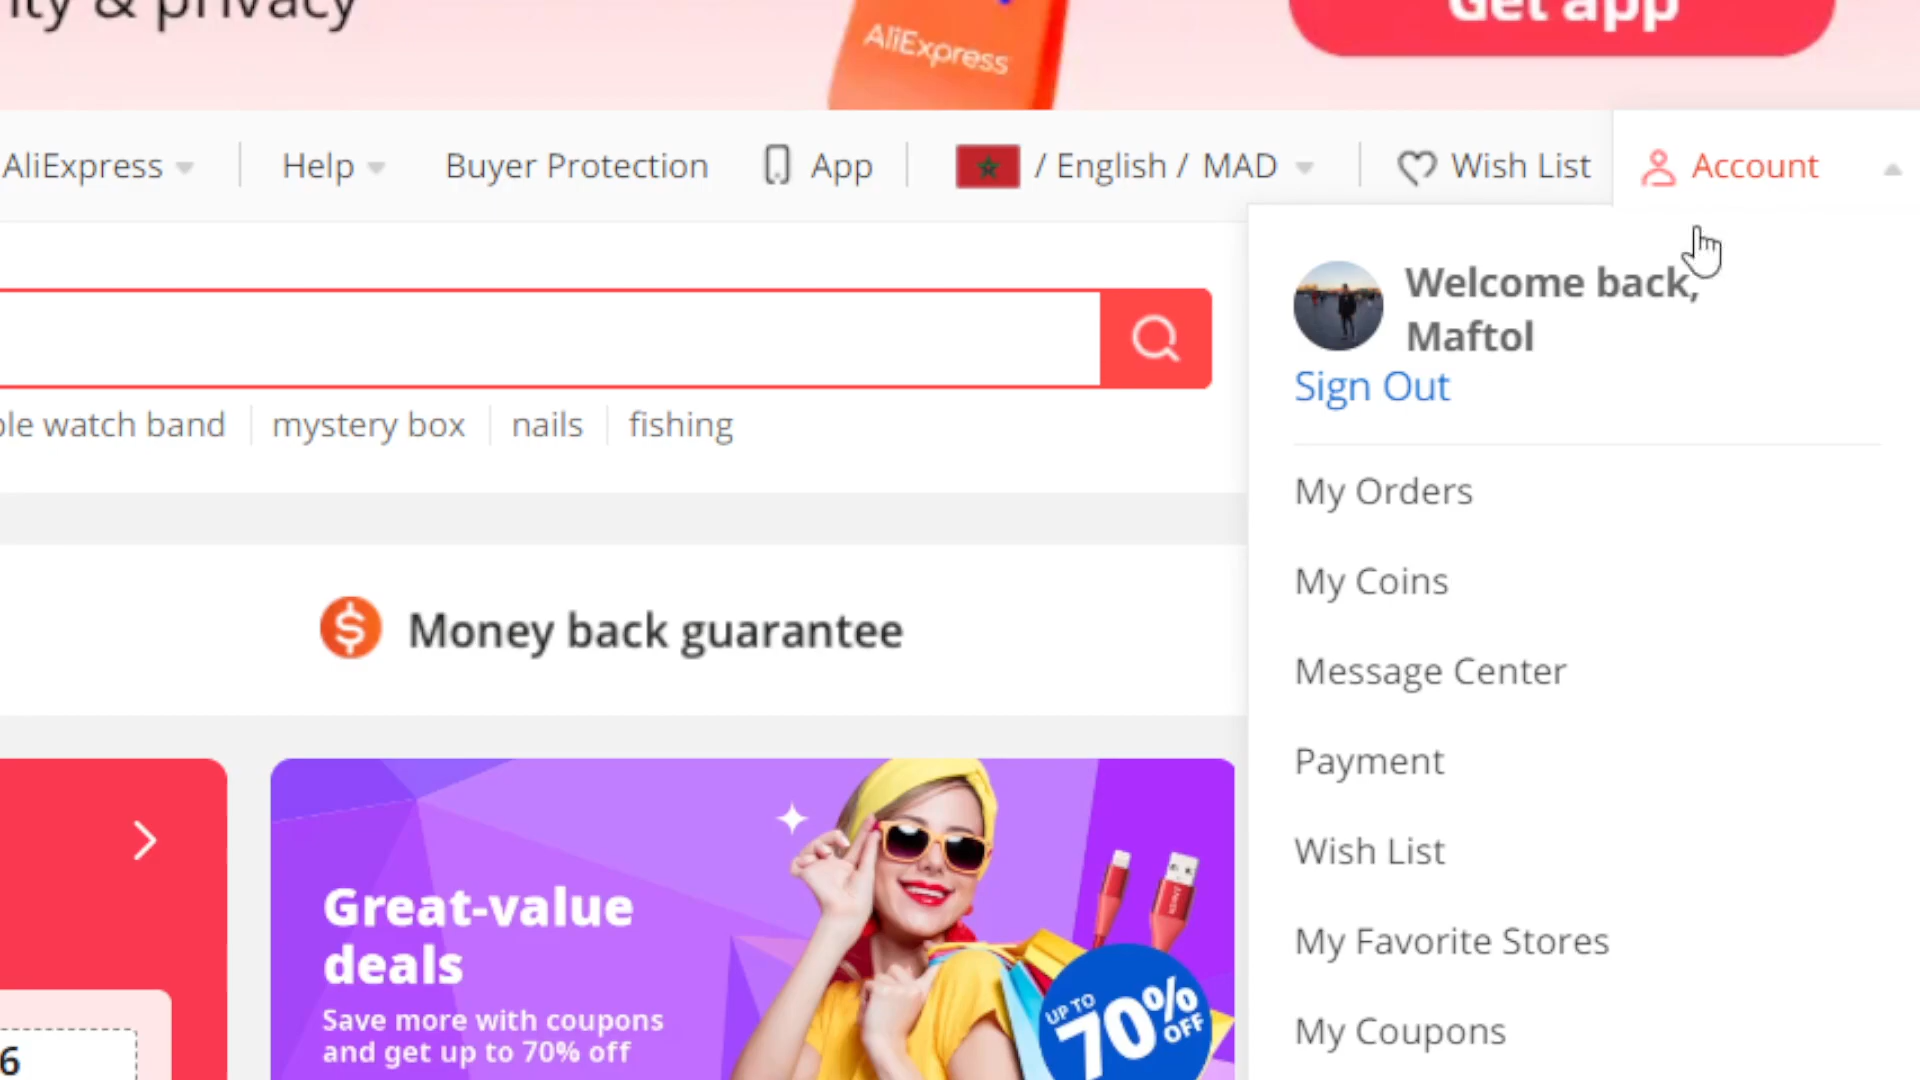 & privacy
AliExpress
Get app
AliExpress
Help
Buyer Protection
App
/ English / MAD
Wish List
Account
Welcome back,
Maftol
Sign Out
watch band
mystery box
nails
fishing
My Orders
My Coins
Message Center
Payment
Wish List
My Favorite Stores
My Coupons
Money back guarantee
Great-value
deals
Save more with coupons
and get up to 70% off
UP TO
70%
OFF
6